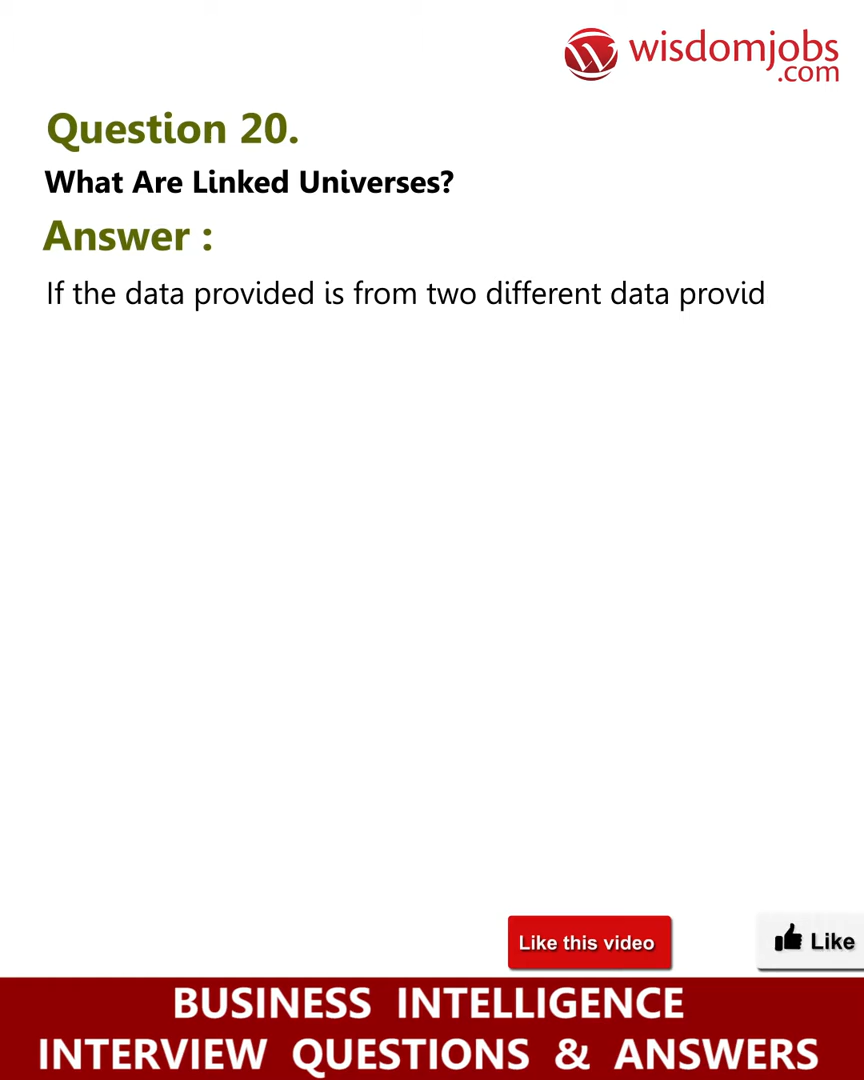 wisdomjobs
.com
Question 20.
What Are Linked Universes?
Answer :
If the data provided is from two different data provid
Like this video
Like
BUSINESS INTELLIGENCE
INTERVIEW QUESTIONS & ANSWERS